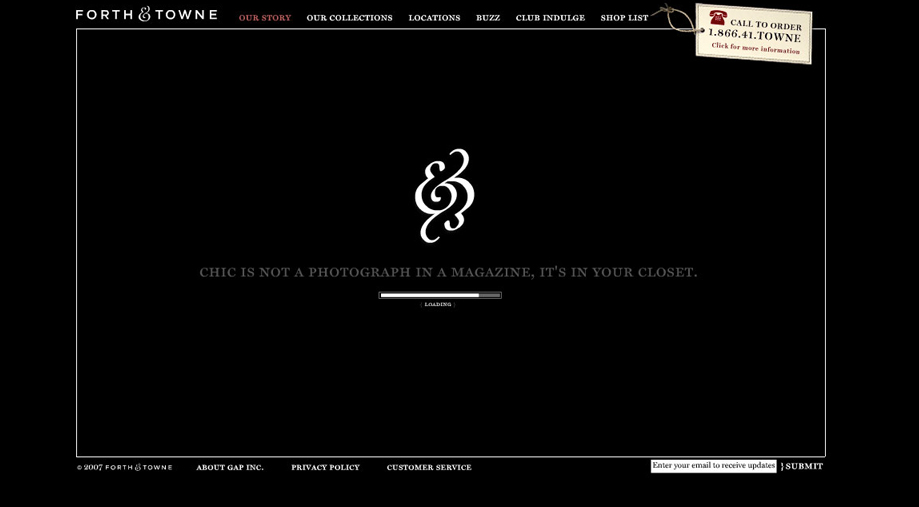 FORTH & TOWNE
OUR STORY OUR COLLECTIONS LOCATIONS BUZZ CLUB INDULGE SHOP LIST
CALL TO ORDER
1.866.41.TOWNE
Click for more information
&
CHIC IS NOT A PHOTOGRAPH IN A MAGAZINE, IT'S IN YOUR CLOSET.
{ LOADING }
© 2007 FORTH & TOWNE ABOUT GAP INC. PRIVACY POLICY CUSTOMER SERVICE Enter your email to receive updates } SUBMIT